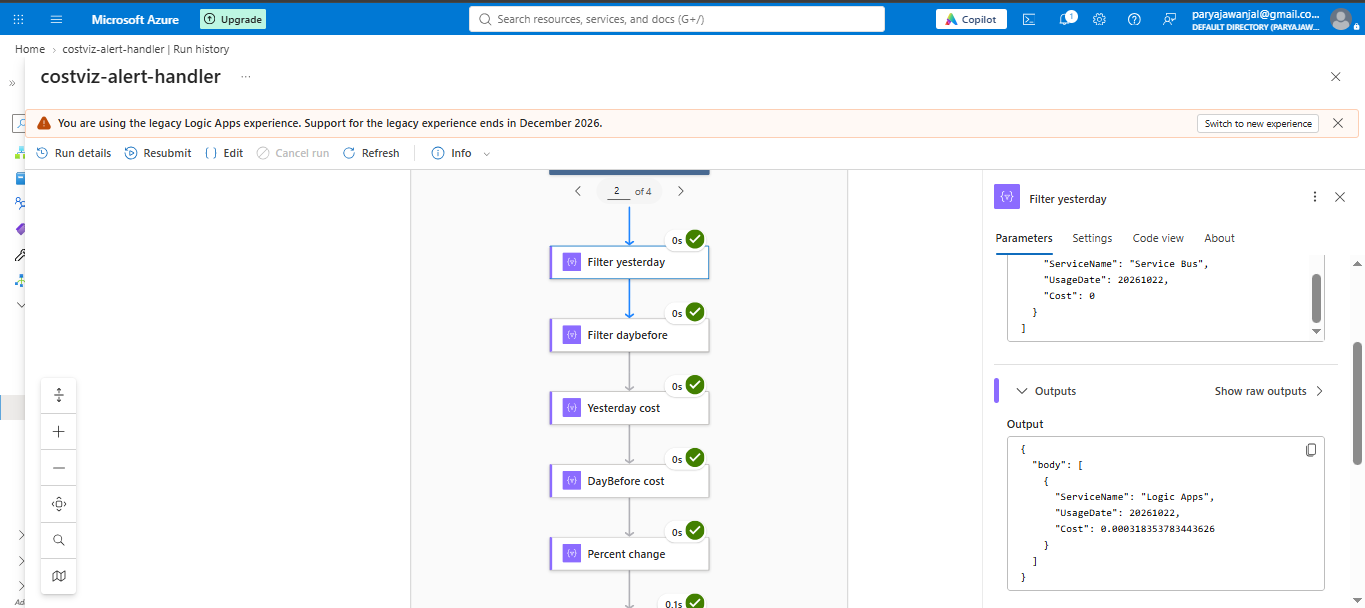 Microsoft Azure
Upgrade
Search resources, services, and docs (G+/)
Copilot
1
paryajawanjal@gmail.co...
DEFAULT DIRECTORY (PARYAJAW...
Home > costviz-alert-handler | Run history
costviz-alert-handler ...
You are using the legacy Logic Apps experience. Support for the legacy experience ends in December 2026.
Switch to new experience
Run details
Resubmit
Edit
Cancel run
Refresh
Info
2 of 4
0s
Filter yesterday
0s
Filter daybefore
0s
Yesterday cost
0s
DayBefore cost
0s
Percent change
0.1s
Filter yesterday
Parameters
Settings
Code view
About
"ServiceName": "Service Bus",
"UsageDate": 20261022,
"Cost": 0
}
]
Outputs
Show raw outputs
Output
{
"body": [
{
"ServiceName": "Logic Apps",
"UsageDate": 20261022,
"Cost": 0.000318353783443626
}
]
}
Ad